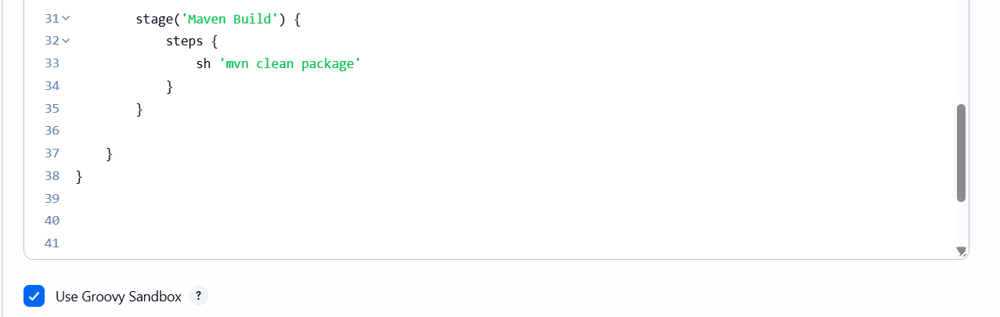 31 stage('Maven Build') {
32 steps {
33 sh 'mvn clean package'
34 }
35 }
36
37 }
38 }
39
40
41
Use Groovy Sandbox ?